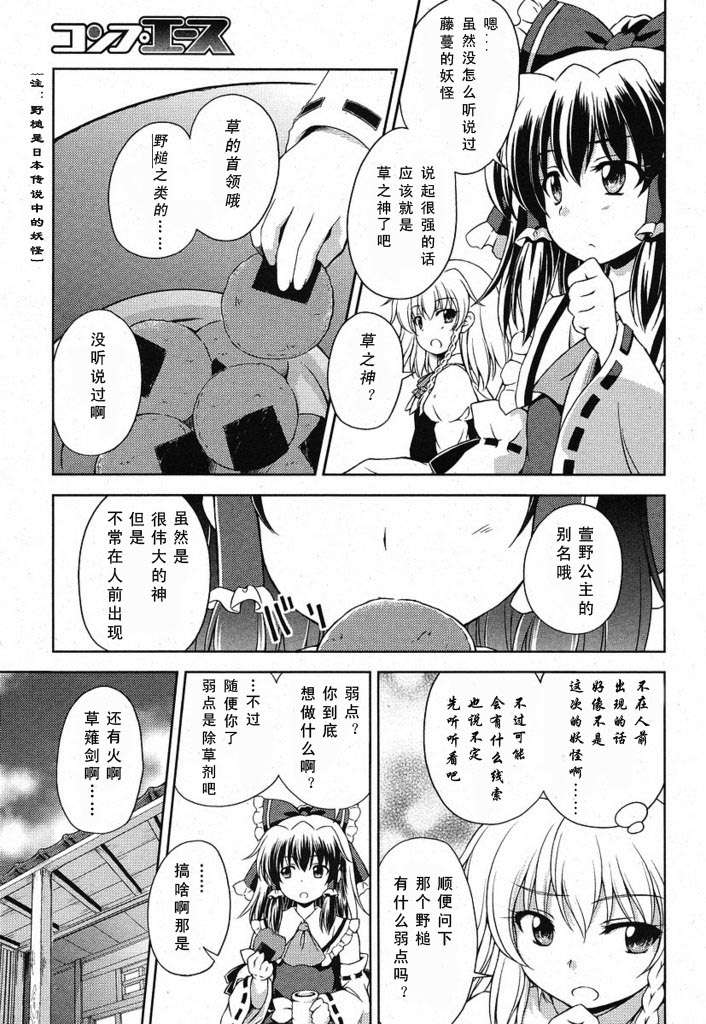 コンプ・エース
嗯…
虽然没怎么听说过
藤蔓的妖怪
说起很强的话
应该就是
草之神了吧
草之神？
草的首领哦
野槌之类的……
没听说过啊
（注：野槌是日本传说中的妖怪）
萱野公主的
别名哦
虽然是
很伟大的神
但是
不常在人前出现
不在人前
出现的话
好像不是
这次的妖怪啊……
不过可能
会有什么线索
也说不定
先听听看吧
顺便问下
那个野槌
有什么弱点吗？
弱点？
你到底
想做什么啊？
…不过
随便你了
弱点是除草剂吧
搞啥啊那是
还有火啊
草薙剑啊……